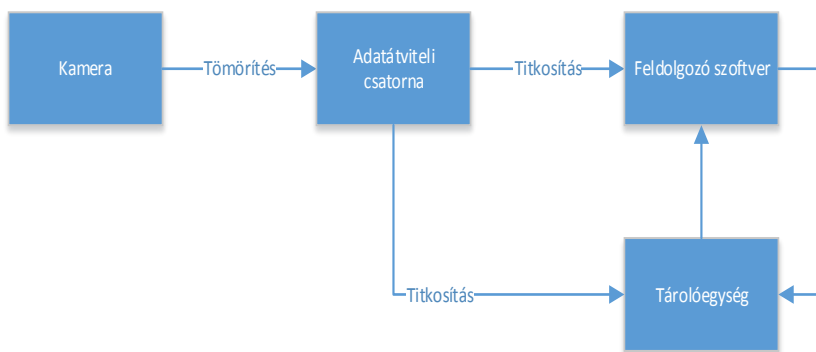 Kamera
Tömörítés
Adatátviteli
csatorna
Titkosítás
Feldolgozó szoftver
Titkosítás
Tárolóegység